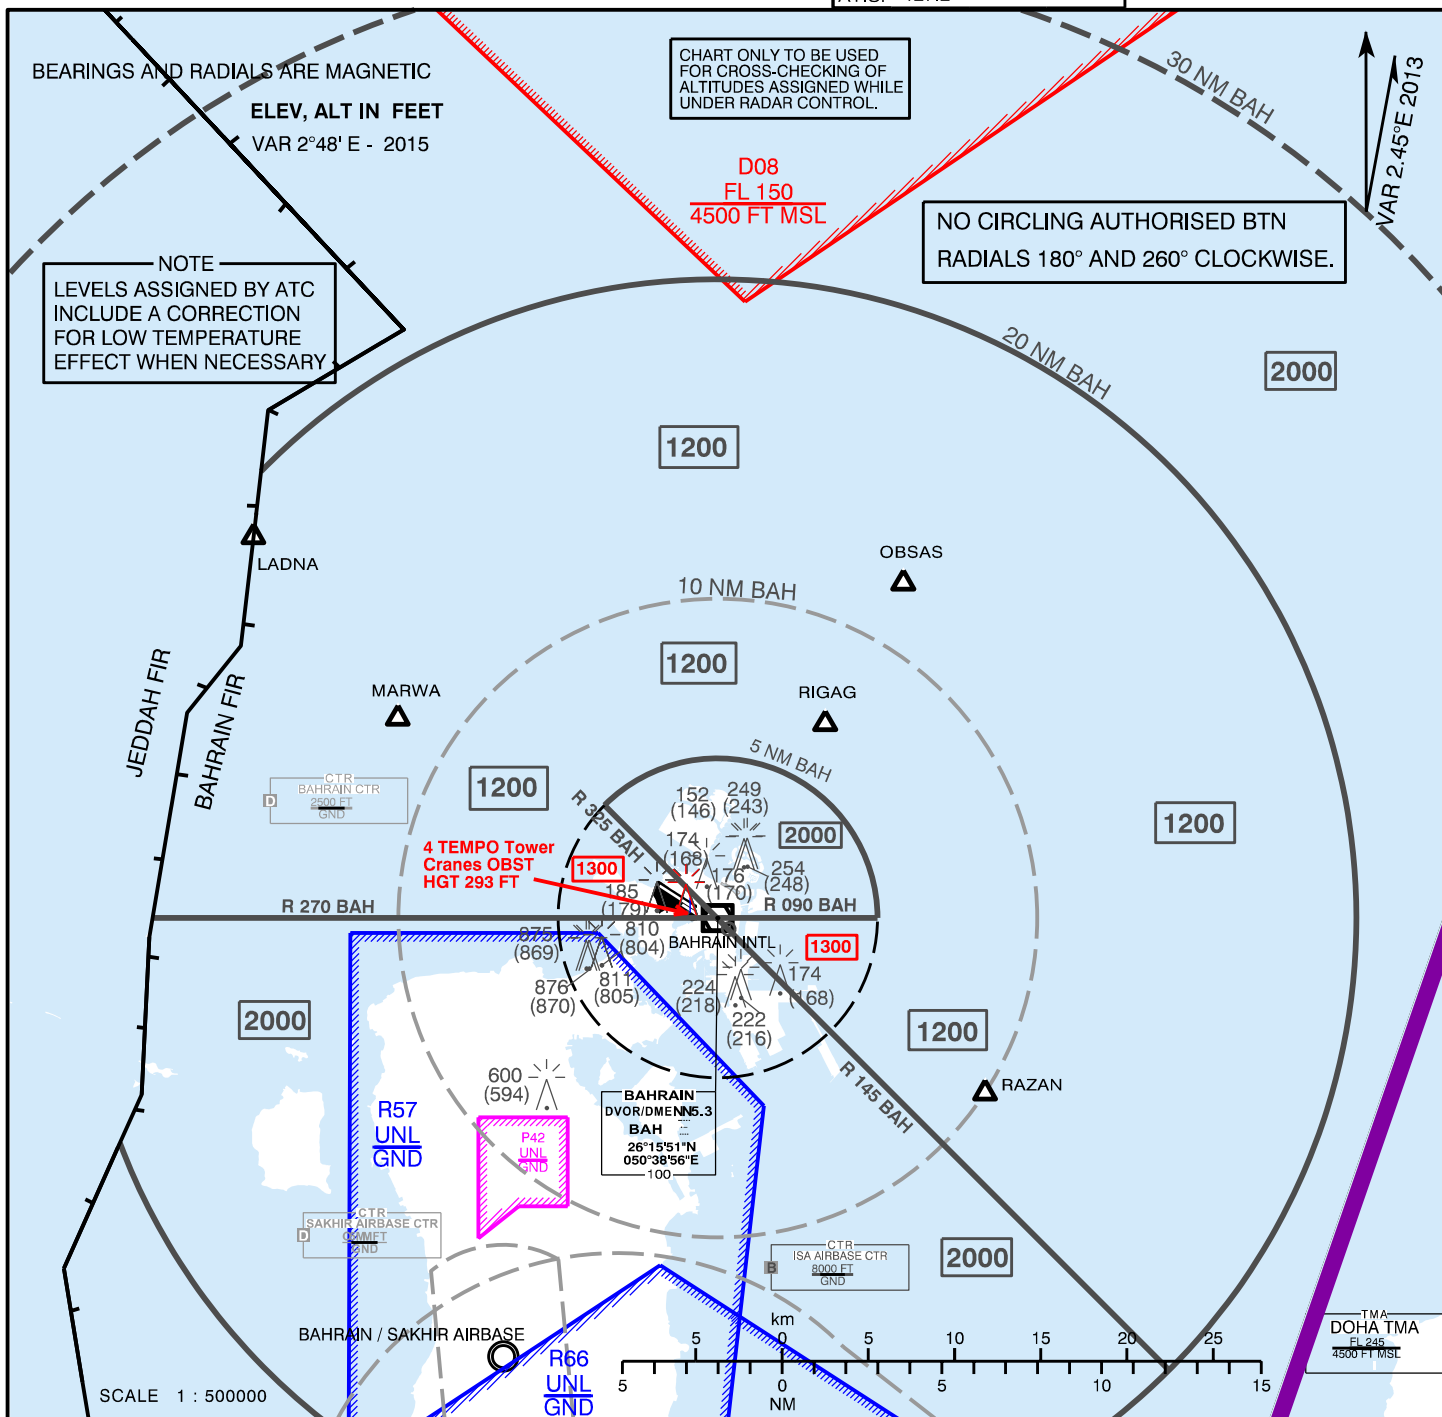 BEARINGS AND RADIALS ARE MAGNETIC
ELEV, ALT IN FEET
VAR 2°48' E - 2015
CHART ONLY TO BE USED
FOR CROSS-CHECKING OF
ALTITUDES ASSIGNED WHILE
UNDER RADAR CONTROL.
30 NM BAH
VAR 2.45°E 2013
D08
FL 150
4500 FT MSL
NO CIRCLING AUTHORISED BTN
RADIALS 180° AND 260° CLOCKWISE.
NOTE
LEVELS ASSIGNED BY ATC
INCLUDE A CORRECTION
FOR LOW TEMPERATURE
EFFECT WHEN NECESSARY
20 NM BAH
2000
1200
LADNA
OBSAS
10 NM BAH
1200
MARWA
RIGAG
JEDDAH FIR
BAHRAIN FIR
5 NM BAH
CTR
BAHRAIN CTR
2500 FT
GND
D
1200
R 325 BAH
152
(146)
249
(243)
174
(168)
2000
1200
4 TEMPO Tower
Cranes OBST
HGT 293 FT
1300
176
(170)
254
(248)
185
(179)
R 270 BAH
R 090 BAH
810
(804)
BAHRAIN INTL
1300
875
(869)
876
(870)
811
(805)
224
(218)
174
(168)
222
(216)
2000
1200
600
(594)
R 145 BAH
RAZAN
BAHRAIN
BAH
26°15'51"N
050°38'56"E
100
R57
UNL
GND
P42
UNL
GND
CTR
SAKHIR AIRBASE CTR
GND
D
CTR
ISA AIRBASE CTR
8000 FT
GND
B
2000
BAHRAIN / SAKHIR AIRBASE
R66
UNL
GND
km
5 0 5 10 15 20 25
5 0 5 10 15
NM
SCALE 1 : 500000
TMA
DOHA TMA
FL 245
4500 FT MSL